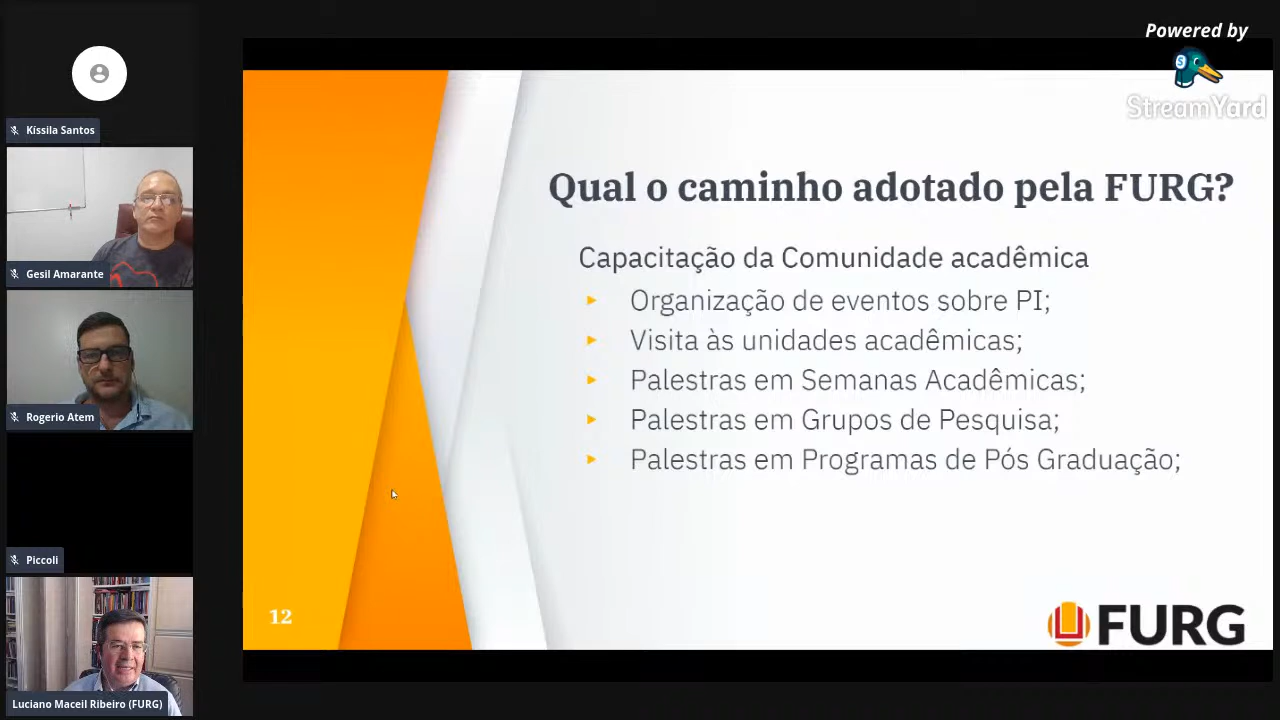 Powered by
StreamYard
Kíssila Santos
Gesil Amarante
Rogerio Atem
Piccoli
Luciano Maceil Ribeiro (FURG)
Qual o caminho adotado pela FURG?
Capacitação da Comunidade acadêmica
Organização de eventos sobre PI;
Visita às unidades acadêmicas;
Palestras em Semanas Acadêmicas;
Palestras em Grupos de Pesquisa;
Palestras em Programas de Pós Graduação;
12
FURG